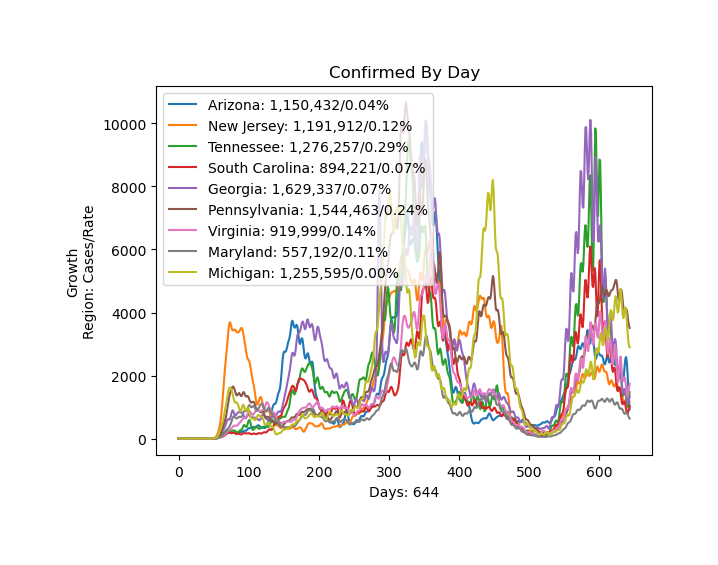 Confirmed By Day
Growth
Region: Cases/Rate
10000
8000
6000
4000
2000
0
Arizona: 1,150,432/0.04%
New Jersey: 1,191,912/0.12%
Tennessee: 1,276,257/0.29%
South Carolina: 894,221/0.07%
Georgia: 1,629,337/0.07%
Pennsylvania: 1,544,463/0.24%
Virginia: 919,999/0.14%
Maryland: 557,192/0.11%
Michigan: 1,255,595/0.00%
0 100 200 300 400 500 600
Days: 644